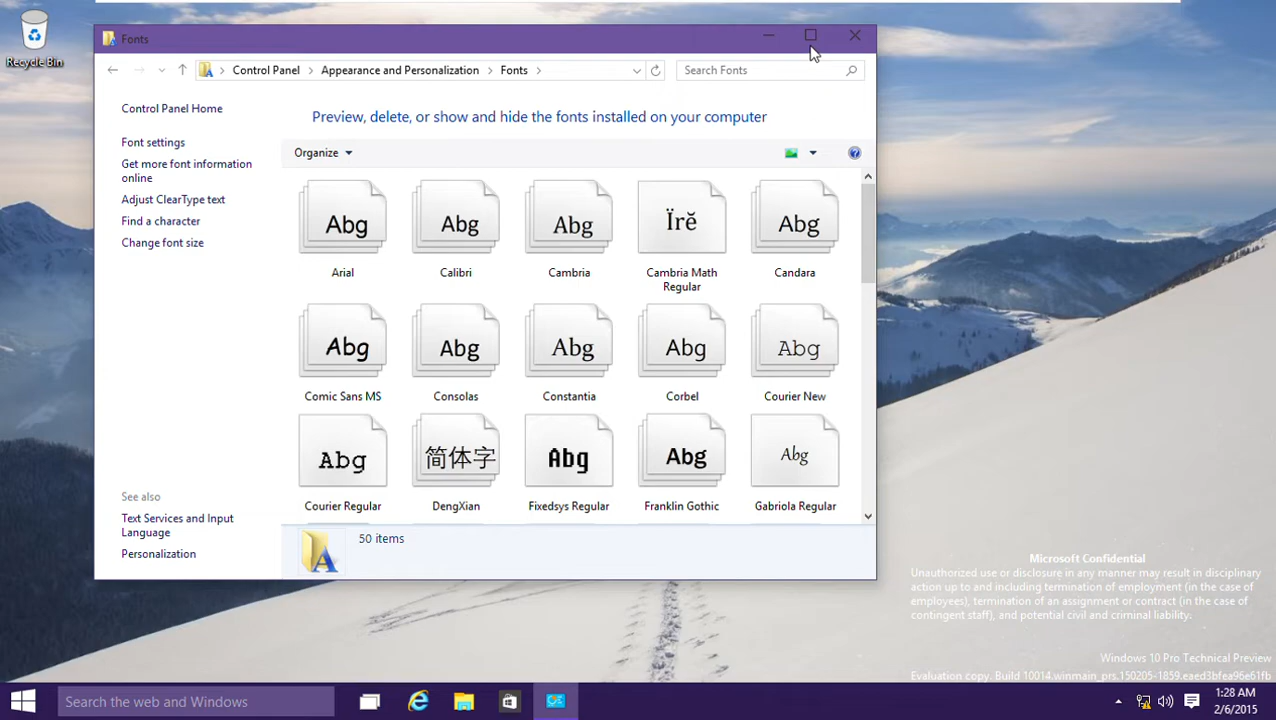 Recycle Bin
Fonts
Control Panel
Appearance and Personalization
Fonts
Search Fonts
Control Panel Home
Font settings
Get more font information
online
Adjust ClearType text
Find a character
Change font size
See also
Text Services and Input
Language
Personalization
Preview, delete, or show and hide the fonts installed on your computer
Organize
Abg
Abg
Abg
Ïrĕ
Abg
Arial
Calibri
Cambria
Cambria Math
Regular
Candara
Abg
Abg
Abg
Abg
Abg
Comic Sans MS
Consolas
Constantia
Corbel
Courier New
Abg
简体字
Abg
Abg
Abg
Courier Regular
DengXian
Fixedsys Regular
Franklin Gothic
Gabriola Regular
50 items
Microsoft Confidential
Unauthorized use or disclosure in any manner may result in disciplinary
action up to and including termination of employment (in the case of
employees), termination of an assignment or contract (in the case of
contingent staff), and potential civil and criminal liability.
Windows 10 Pro Technical Preview
Evaluation copy. Build 10014.winmain_prs.150205-1859.eaed3bfea96e61fb
Search the web and Windows
1:28 AM
2/6/2015